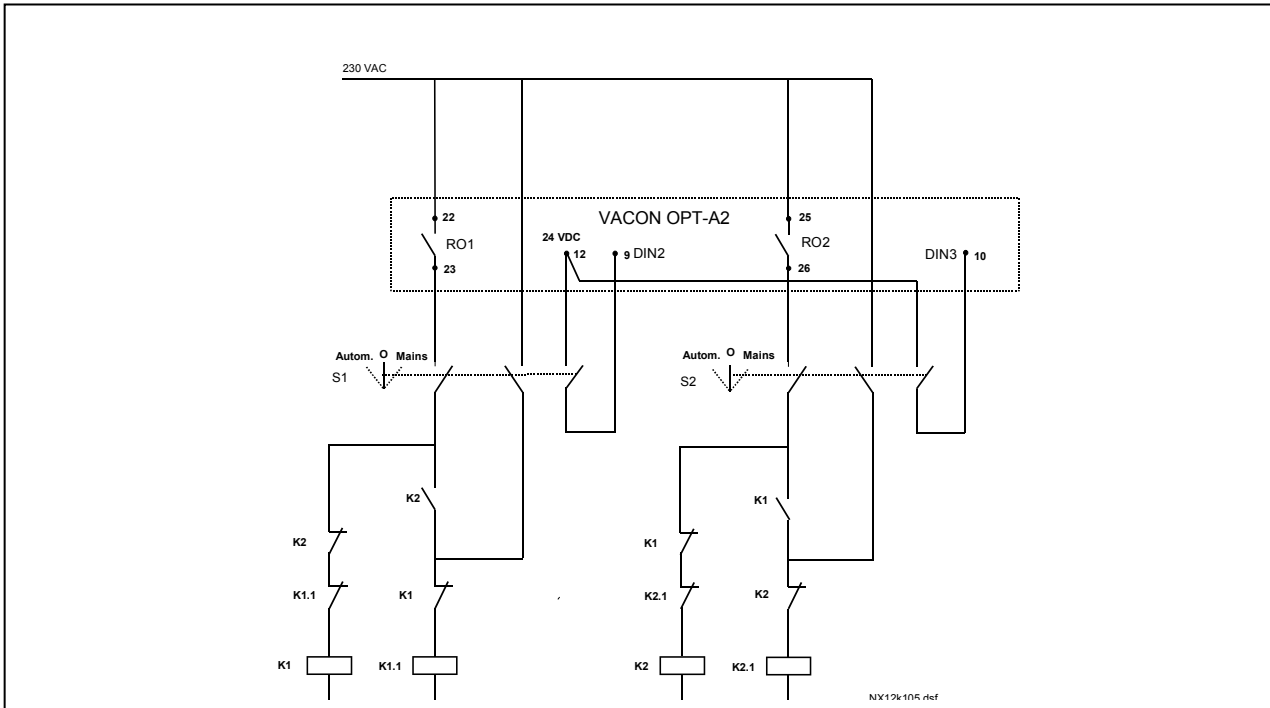 230 VAC
VACON OPT-A2
22
RO1
23
24 VDC
12
9 DIN2
25
RO2
26
DIN3 10
Autom. O Mains
S1
Autom. O Mains
S2
K2
K1
K2
K1
K1.1
K1
K2.1
K2
K1
K1.1
K2
K2.1
NX12k105.dsf